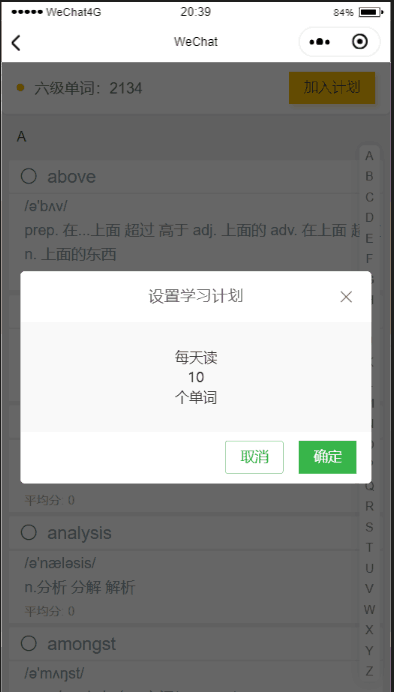 WeChat4G
20:39
84%
WeChat
六级单词：2134
加入计划
A
above
/ə'bʌv/
prep. 在...上面 超过 高于 adj. 上面的 adv. 在上面
n. 上面的东西
设置学习计划
每天读
10
个单词
取消
确定
平均分: 0
analysis
/ə'næləsis/
n.分析 分解 解析
平均分: 0
amongst
/ə'mʌŋst/
A
B
C
D
E
F
Q
R
S
T
U
V
W
X
Y
Z